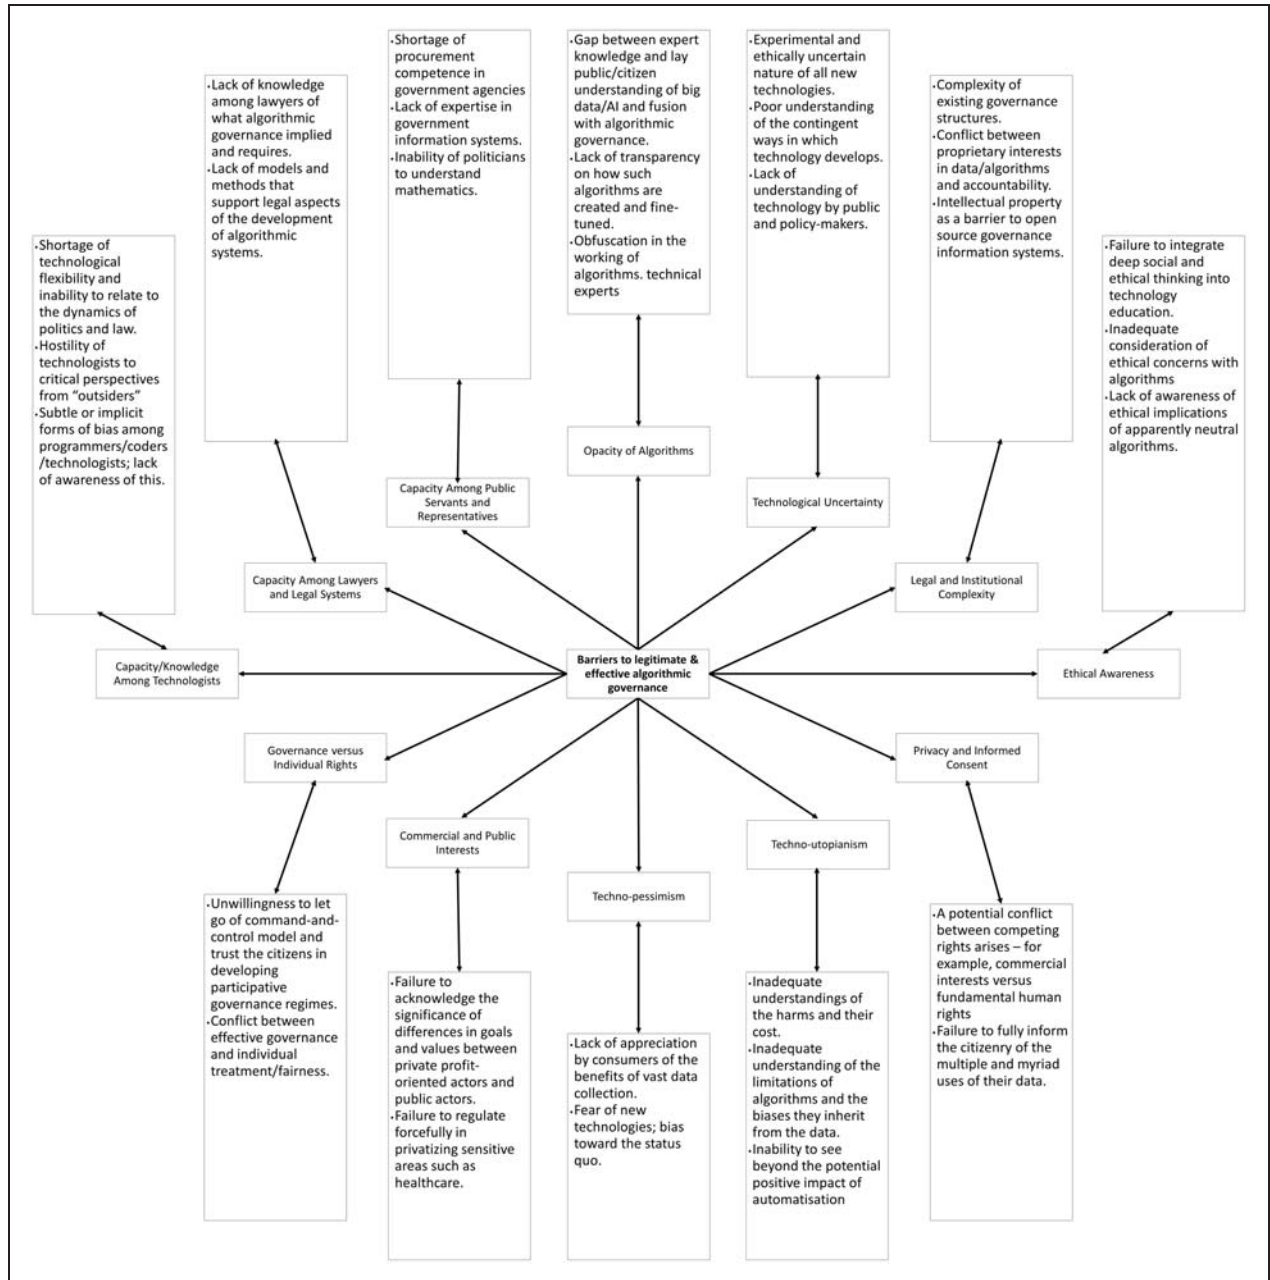 ·Shortage of
procurement
competence in
government agencies
·Lack of expertise in
government
information systems.
·Inability of politicians
to understand
mathematics.
·Gap between expert
knowledge and lay
public/citizen
understanding of big
data/AI and fusion
with algorithmic
governance.
·Lack of transparency
on how such
algorithms are
created and fine-
tuned.
·Obfuscation in the
working of
algorithms. technical
experts
·Experimental and
ethically uncertain
nature of all new
technologies.
·Poor understanding
of the contingent
ways in which
technology develops.
·Lack of
understanding of
technology by public
and policy-makers.
·Lack of knowledge
among lawyers of
what algorithmic
governance implied
and requires.
·Lack of models and
methods that
support legal aspects
of the development
of algorithmic
systems.
·Complexity of
existing governance
structures.
·Conflict between
proprietary interests
in data/algorithms
and accountability.
·Intellectual property
as a barrier to open
source governance
information systems.
·Shortage of
technological
flexibility and
inability to relate to
the dynamics of
politics and law.
·Hostility of
technologists to
critical perspectives
from “outsiders”
·Subtle or implicit
forms of bias among
programmers/coders
/technologists; lack
of awareness of this.
·Failure to integrate
deep social and
ethical thinking into
technology
education.
·Inadequate
consideration of
ethical concerns with
algorithms
·Lack of awareness of
ethical implications
of apparently neutral
algorithms.
Opacity of Algorithms
Capacity Among Public
Servants and
Representatives
Technological Uncertainty
Capacity Among Lawyers
and Legal Systems
Legal and Institutional
Complexity
Capacity/Knowledge
Among Technologists
Barriers to legitimate &
effective algorithmic
governance
Ethical Awareness
Governance versus
Individual Rights
Privacy and Informed
Consent
Commercial and Public
Interests
Techno-utopianism
Techno-pessimism
·Unwillingness to let
go of command-and-
control model and
trust the citizens in
developing
participative
governance regimes.
·Conflict between
effective governance
and individual
treatment/fairness.
·Failure to
acknowledge the
significance of
differences in goals
and values between
private profit-
oriented actors and
public actors.
·Failure to regulate
forcefully in
privatizing sensitive
areas such as
healthcare.
·Lack of appreciation
by consumers of the
benefits of vast data
collection.
·Fear of new
technologies; bias
toward the status
quo.
·Inadequate
understandings of
the harms and their
cost.
·Inadequate
understanding of the
limitations of
algorithms and the
biases they inherit
from the data.
·Inability to see
beyond the potential
positive impact of
automatisation
·A potential conflict
between competing
rights arises – for
example, commercial
interests versus
fundamental human
rights
·Failure to fully inform
the citizenry of the
multiple and myriad
uses of their data.